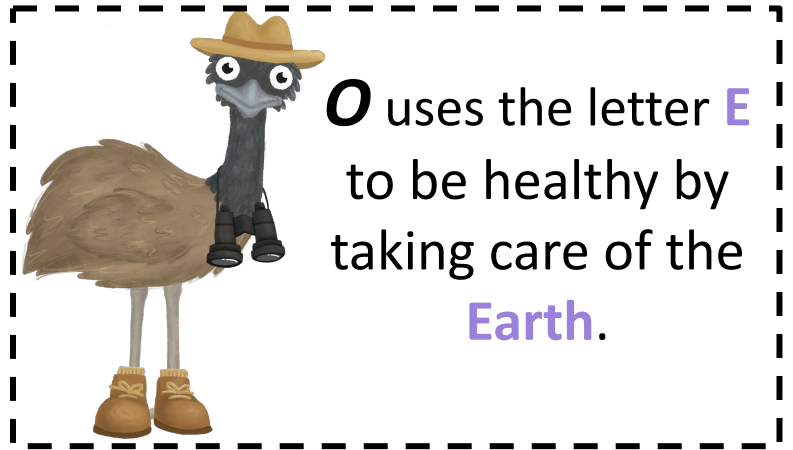 O uses the letter E
to be healthy by
taking care of the
Earth.